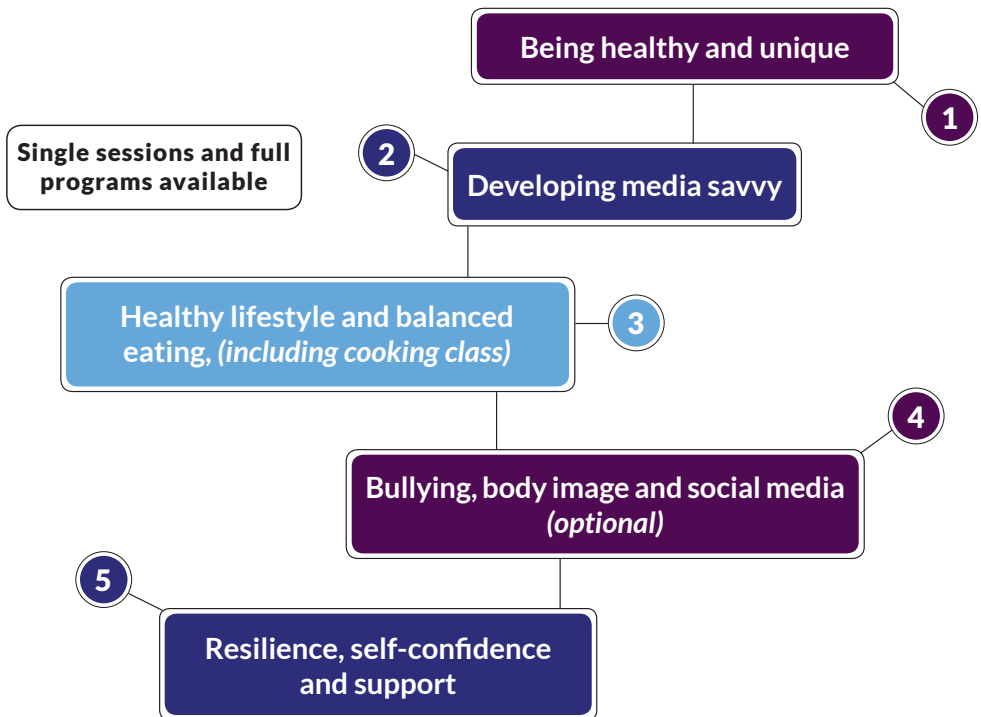 Being healthy and unique
1
Single sessions and full
programs available
2
Developing media savvy
Healthy lifestyle and balanced
eating, (including cooking class)
3
4
Bullying, body image and social media
(optional)
5
Resilience, self-confidence
and support